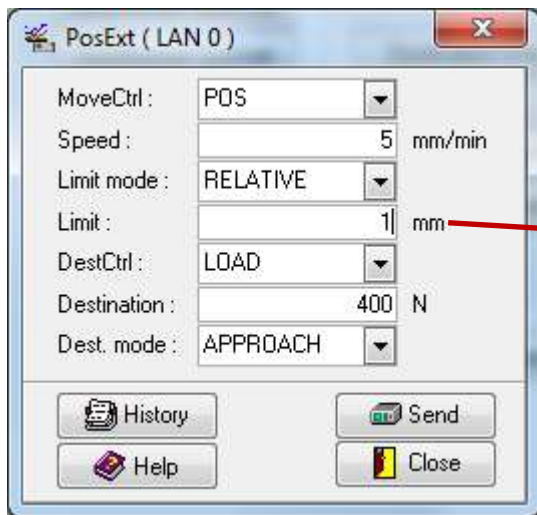 PosExt ( LAN 0 )
MoveCtrl : POS
Speed : 5 mm/min
Limit mode : RELATIVE
Limit : 1 mm
DestCtrl : LOAD
Destination : 400 N
Dest. mode : APPROACH
History Send
Help Close